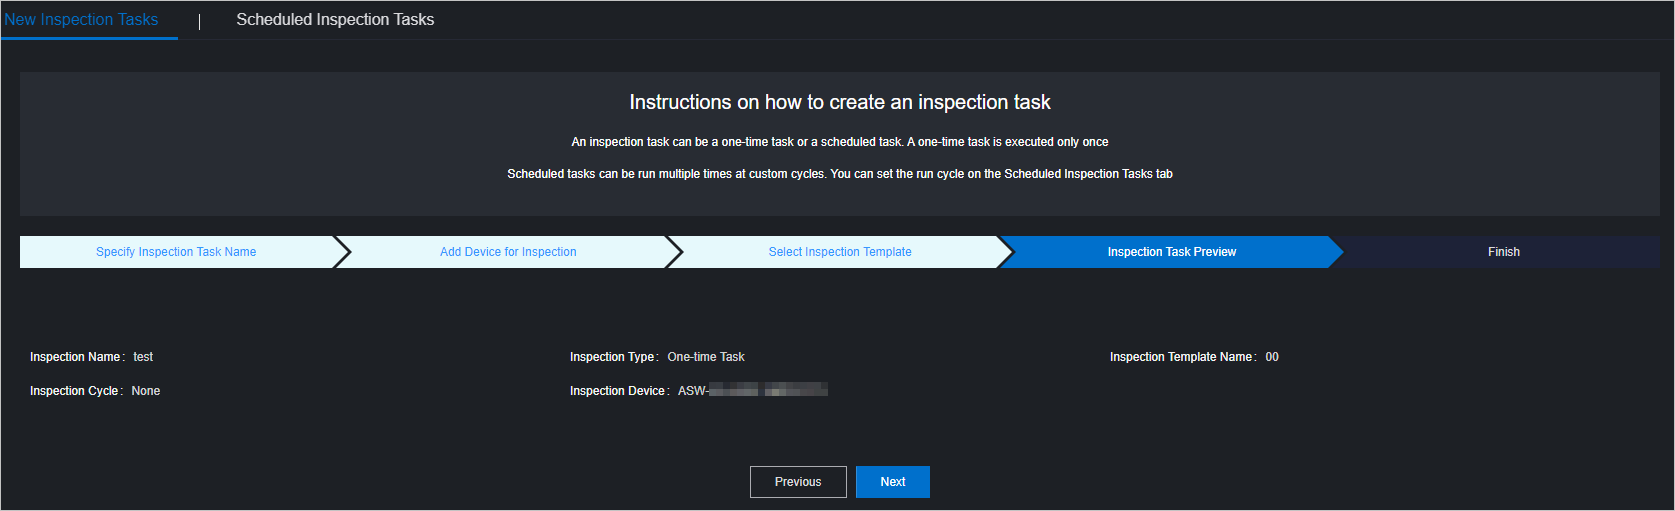 New Inspection Tasks | Scheduled Inspection Tasks
Instructions on how to create an inspection task
An inspection task can be a one-time task or a scheduled task. A one-time task is executed only once
Scheduled tasks can be run multiple times at custom cycles. You can set the run cycle on the Scheduled Inspection Tasks tab
Specify Inspection Task Name Add Device for Inspection Select Inspection Template Inspection Task Preview Finish
Inspection Name: test Inspection Type: One-time Task Inspection Template Name: 00
Inspection Cycle: None Inspection Device: ASW-
Previous Next